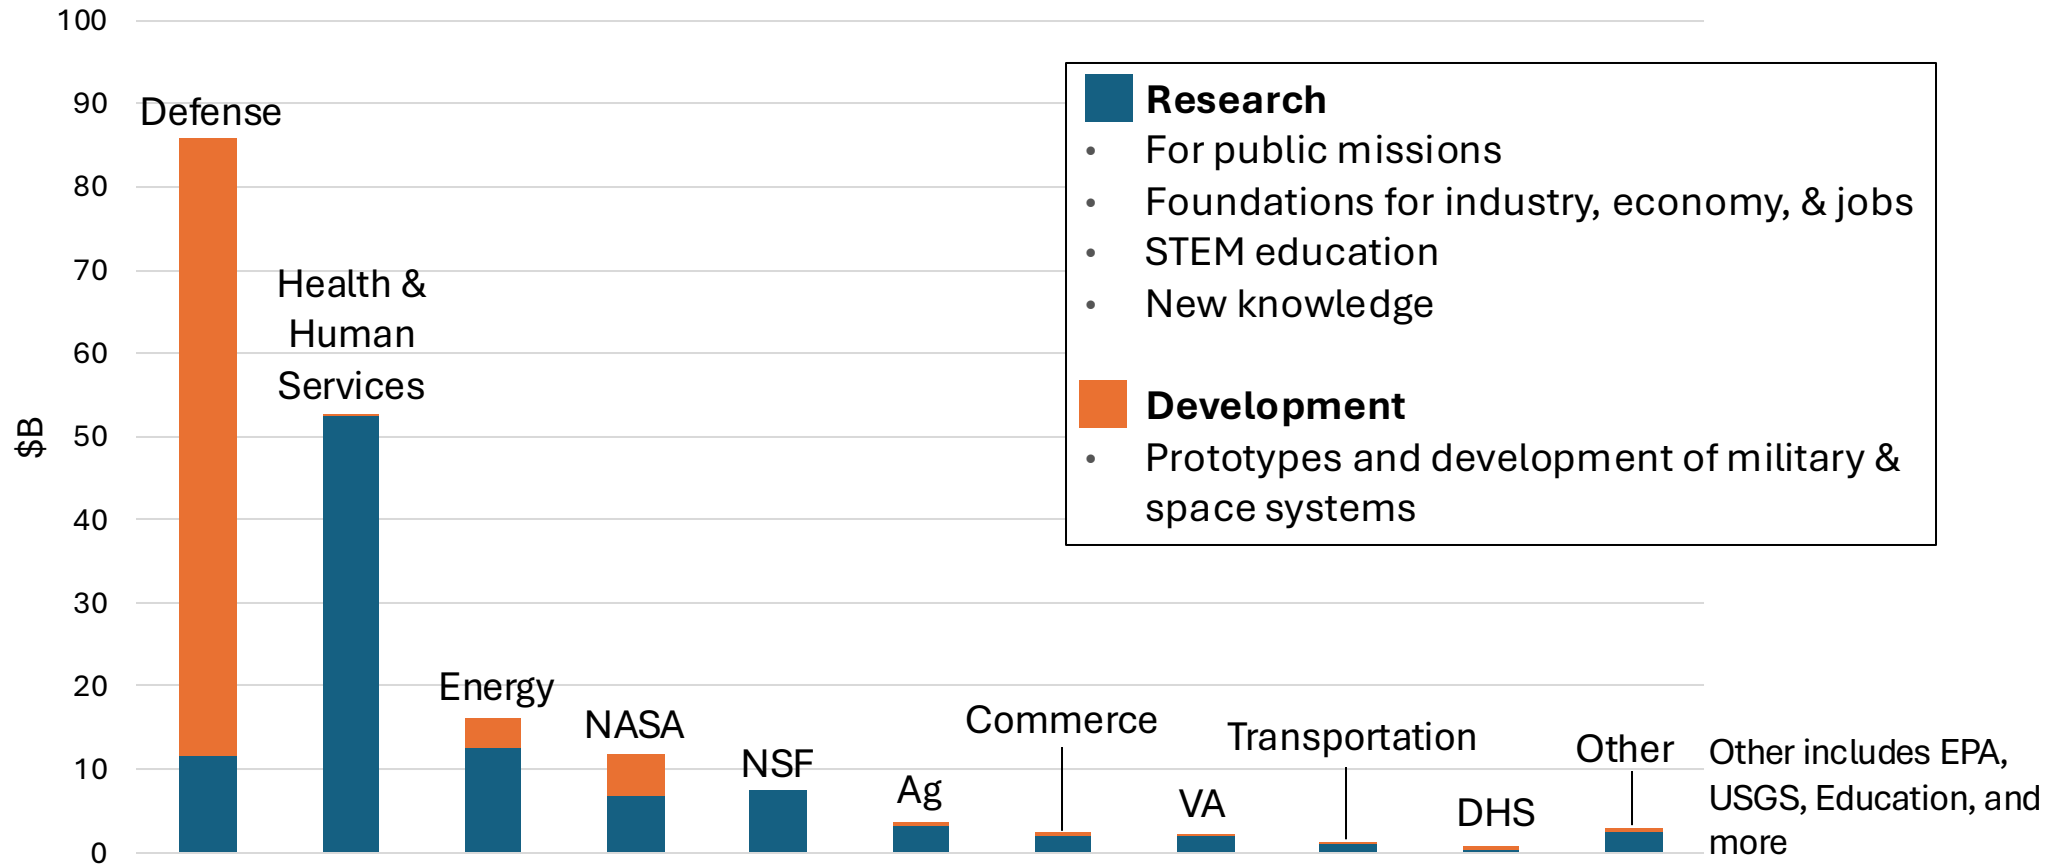 100
90
80
70
60
50
40
30
20
10
0
$B
Defense
Health &
Human
Services
Energy
NASA
NSF
Ag
Commerce
VA
Transportation
DHS
Other
Other includes EPA,
USGS, Education, and
more
Research
• For public missions
• Foundations for industry, economy, & jobs
• STEM education
• New knowledge
Development
• Prototypes and development of military &
space systems